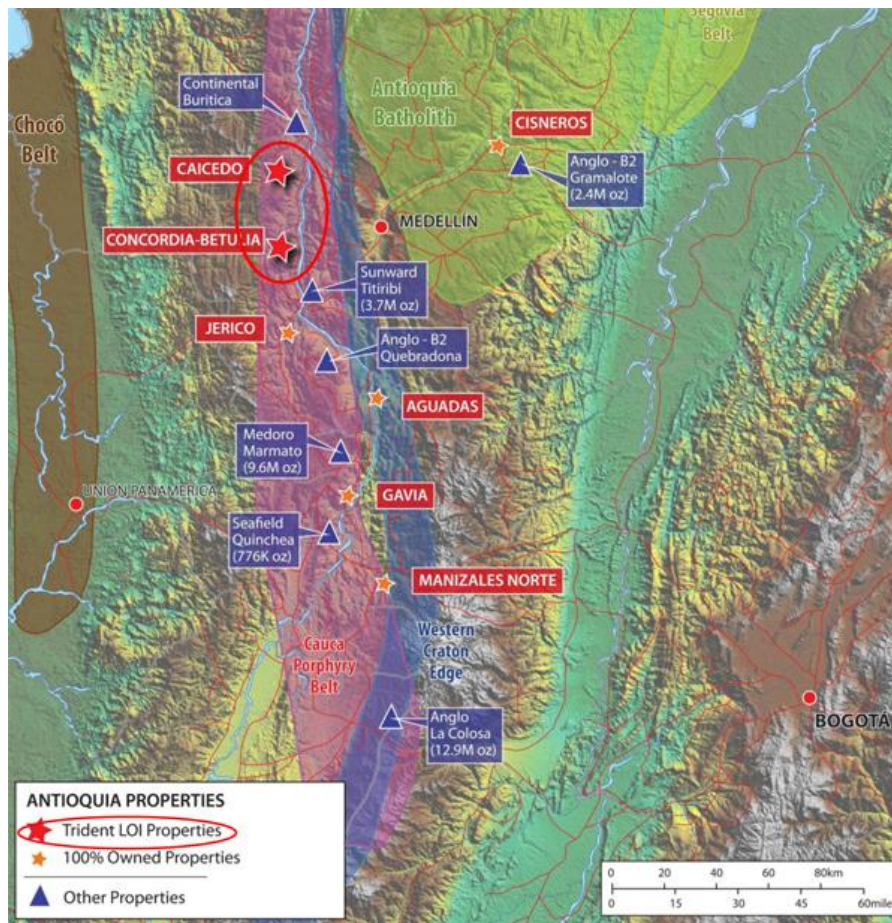 Segovia
Belt
Continental
Buritica
Antioquia
Batholith
CISNEROS
Chocó
Belt
CAICEDO
Anglo - B2
Gramalote
(2.4M oz)
MEDELLÍN
CONCORDIA-BETULIA
Sunward
Titiribi
(3.7M oz)
JERICO
Anglo - B2
Quebradona
AGUADAS
Medoro
Marmato
(9.6M oz)
UNION PANAMERICA
GAVIA
Seafield
Quinchea
(776K oz)
MANIZALES NORTE
Western
Craton
Edge
Cauca
Porphyry
Belt
BOGOTÁ
Anglo
La Colosa
(12.9M oz)
ANTIOQUIA PROPERTIES
Trident LOI Properties
100% Owned Properties
Other Properties
0 20 40 60 80km
0 15 30 45 60mile